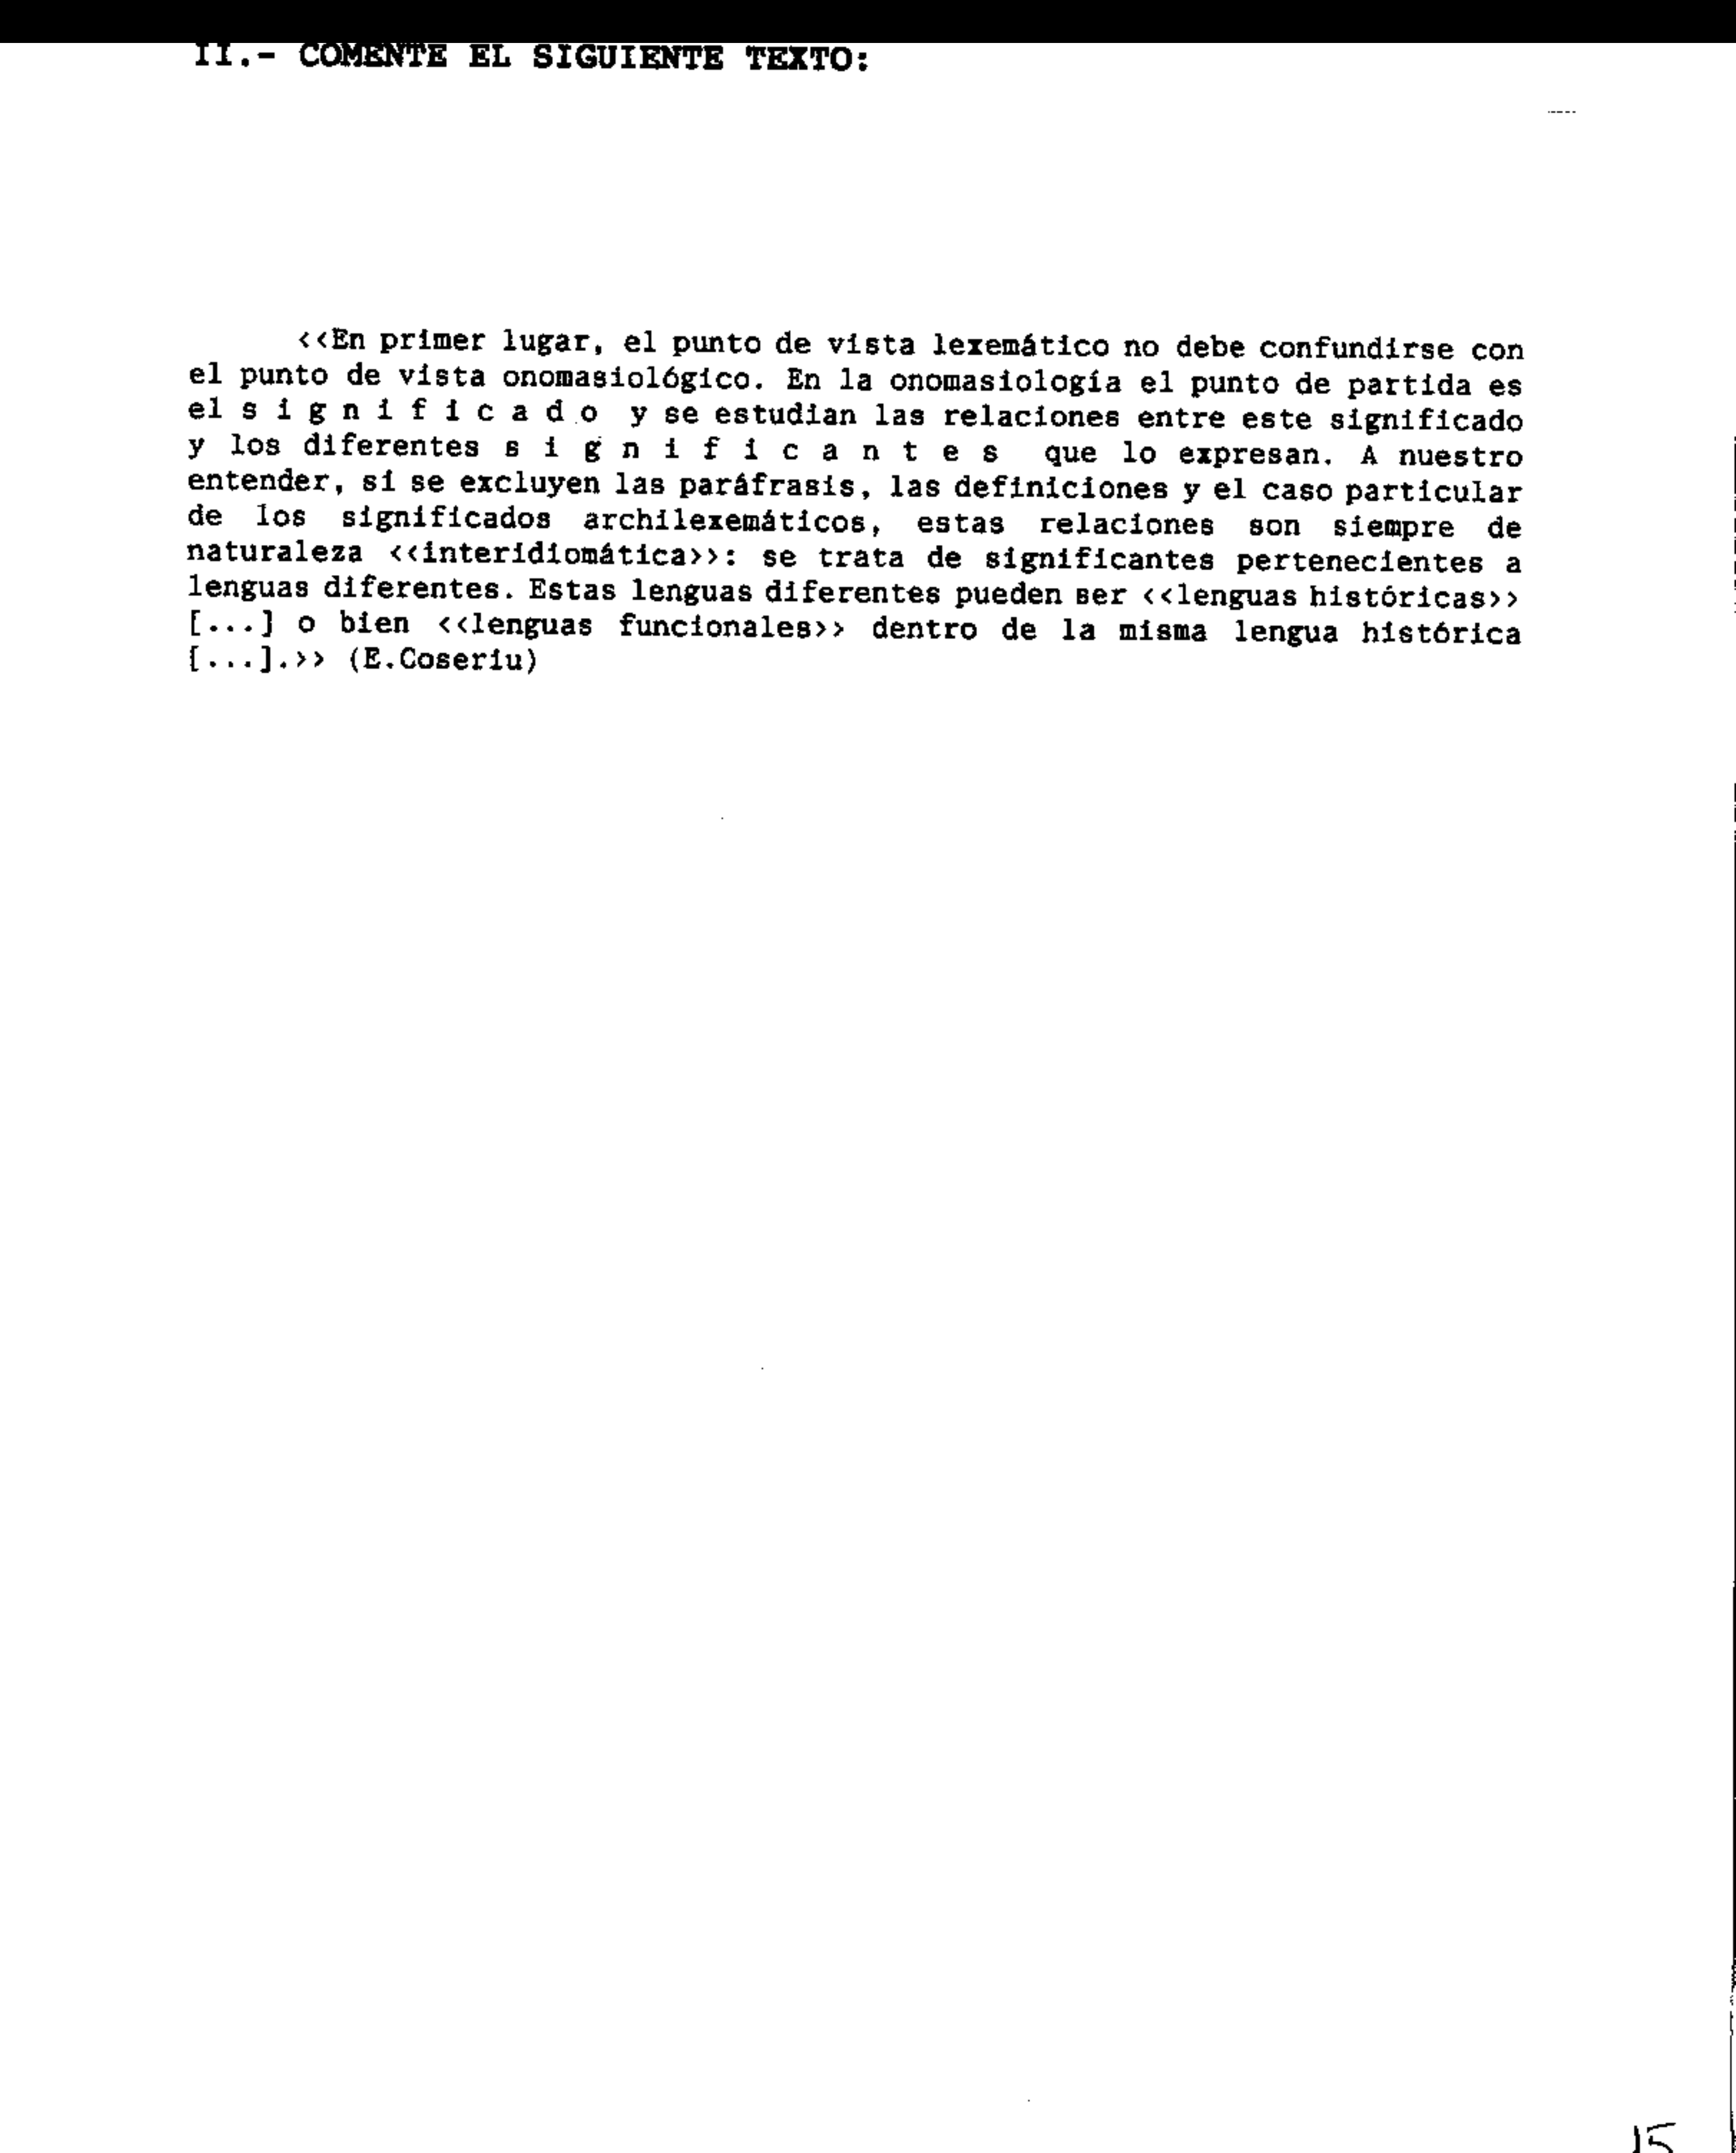 II.- COMENTE EL SIGUIENTE TEXTO:
<<En primer lugar, el punto de vista lexemático no debe confundirse con
el punto de vista onomasiológico. En la onomasiología el punto de partida es
el s i g n i f i c a d o y se estudian las relaciones entre este significado
y los diferentes s i g n i f i c a n t e s que lo expresan. A nuestro
entender, si se excluyen las paráfrasis, las definiciones y el caso particular
de los significados archilexemáticos, estas relaciones son siempre de
naturaleza <<interidiomática>>: se trata de significantes pertenecientes a
lenguas diferentes. Estas lenguas diferentes pueden ser <<lenguas históricas>>
[...] o bien <<lenguas funcionales>> dentro de la misma lengua histórica
[...].>> (E.Coseriu)
15